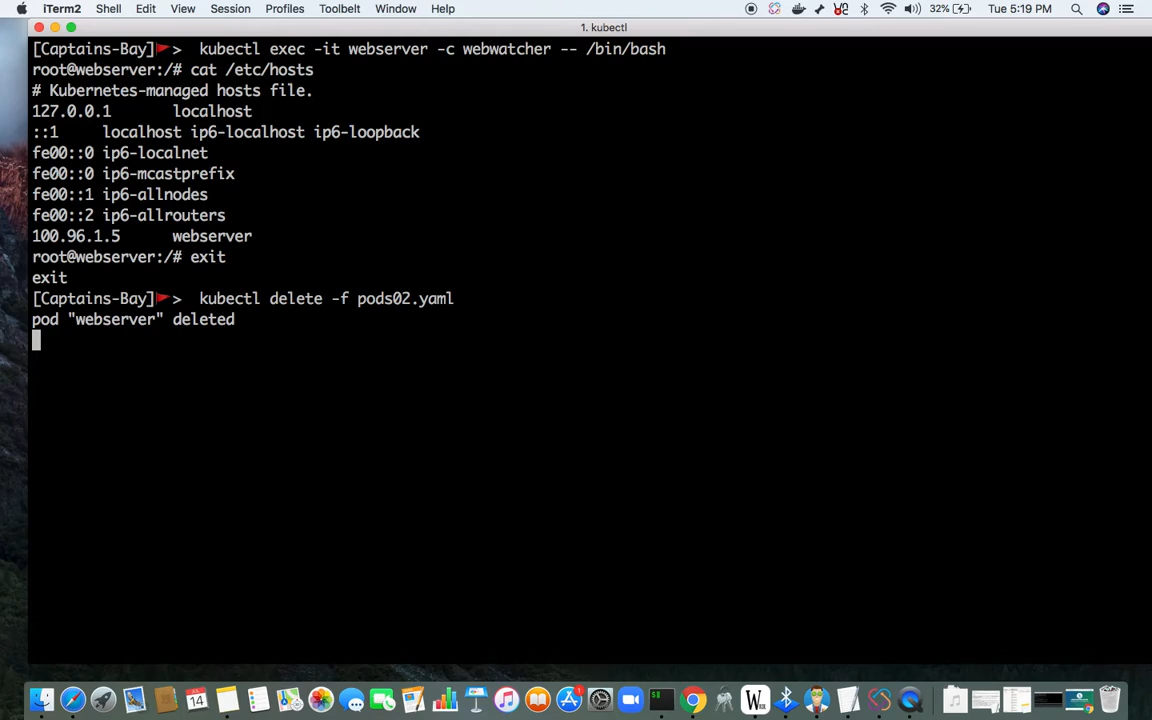 iTerm2 Shell Edit View Session Profiles Toolbelt Window Help 32% Tue 5:19 PM
1. kubectl
[Captains-Bay]🚩> kubectl exec -it webserver -c webwatcher -- /bin/bash
root@webserver:/# cat /etc/hosts
# Kubernetes-managed hosts file.
127.0.0.1 localhost
::1 localhost ip6-localhost ip6-loopback
fe00::0 ip6-localnet
fe00::0 ip6-mcastprefix
fe00::1 ip6-allnodes
fe00::2 ip6-allrouters
100.96.1.5 webserver
root@webserver:/# exit
exit
[Captains-Bay]🚩> kubectl delete -f pods02.yaml
pod "webserver" deleted
14
1
W